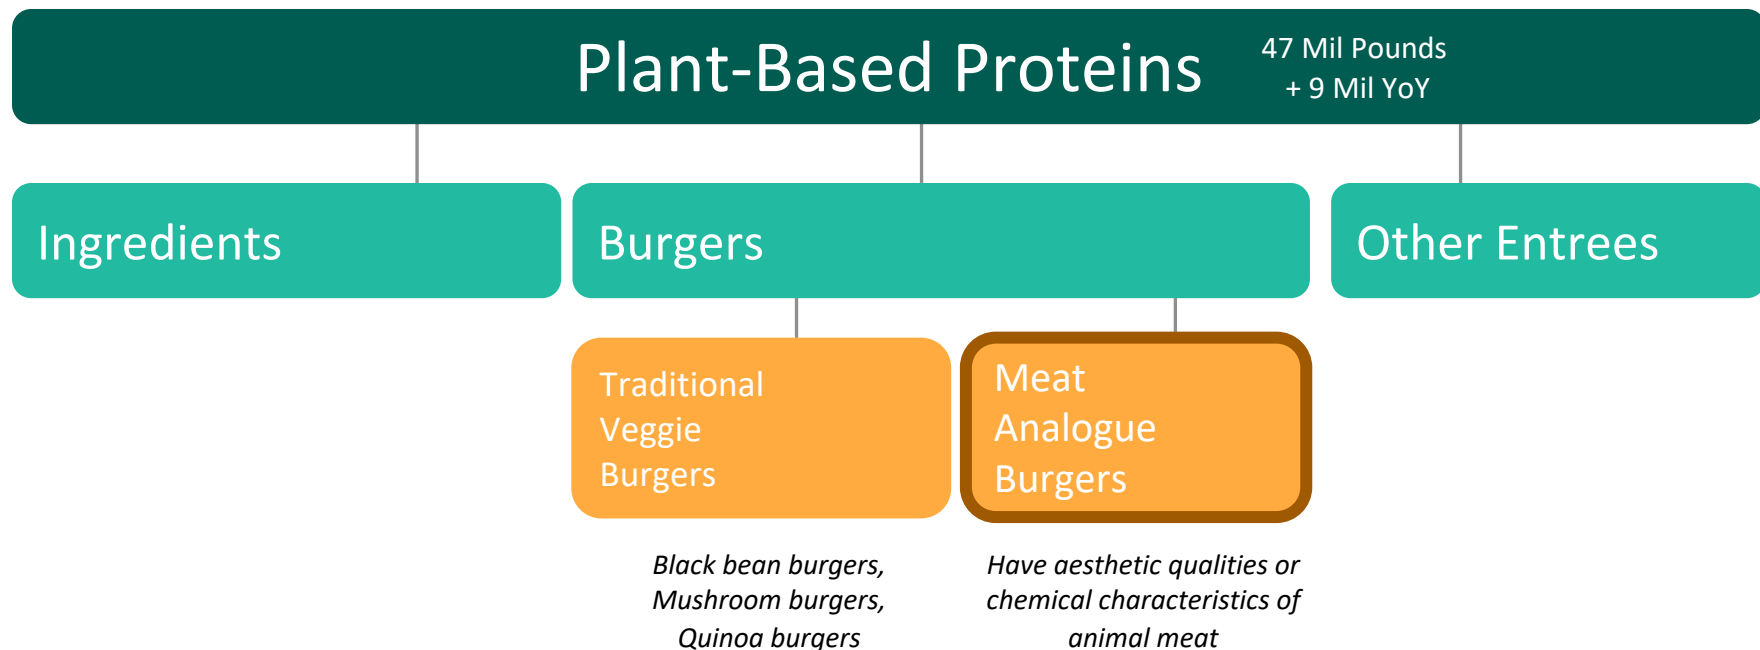 Plant-Based Proteins
47 Mil Pounds
+ 9 Mil YoY
Ingredients
Burgers
Other Entrees
Traditional
Veggie
Burgers
Meat
Analogue
Burgers
Black bean burgers,
Mushroom burgers,
Quinoa burgers
Have aesthetic qualities or
chemical characteristics of
animal meat